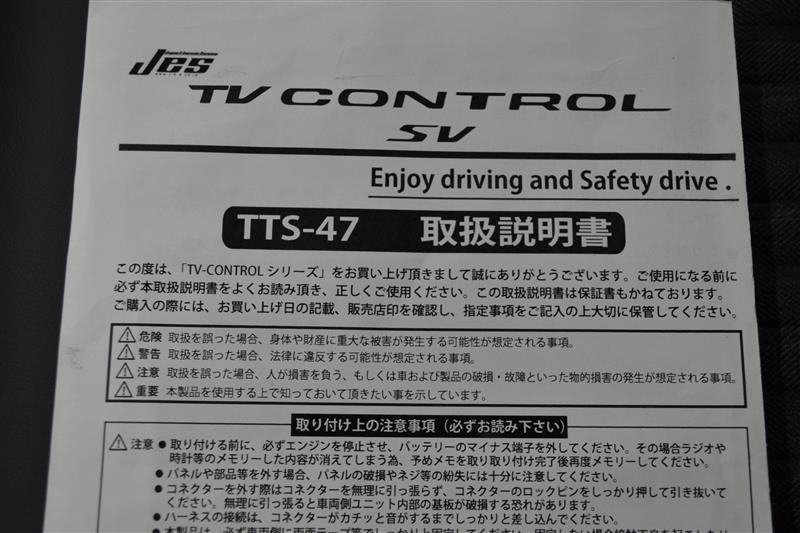 Jes
TV CONTROL
SV
Enjoy driving and Safety drive .
TTS-47 取扱説明書
この度は、「TV-CONTROL シリーズ」をお買い上げ頂きまして誠にありがとうございます。ご使用になる前に
必ず本取扱説明書をよくお読み頂き、正しくご使用ください。この取扱説明書は保証書もかねております。
ご購入の際には、お買い上げ日の記載、販売店印を確認し、指定事項をご記入の上大切に保管してください。
危険 取扱を誤った場合、身体や財産に重大な被害が発生する可能性が想定される事項。
警告 取扱を誤った場合、法律に違反する可能性が想定される事項。
注意 取扱を誤った場合、人が損害を負う、もしくは車および製品の破損・故障といった物的損害の発生が想定される事項。
重要 本製品を使用する上で知っておいて頂きたい事を示しています。
取り付け上の注意事項（必ずお読み下さい）
注意 ● 取り付ける前に、必ずエンジンを停止させ、バッテリーのマイナス端子を外してください。その場合ラジオや
時計等のメモリーした内容が消えてしまう為、予めメモを取り取り付け完了後再度メモリーしてください。
● パネルや部品等を外す場合、パネルの破損やネジ等の紛失には十分に注意してください。
● コネクターを外す際はコネクターを無理に引っ張らず、コネクターのロックピンをしっかり押して引き抜いて
ください。無理に引っ張ると車両側ユニット内部の基板が破損する恐れがあります。
● ハーネスの接続は、コネクターがカチッと音がするまでしっかりと差し込んでください。